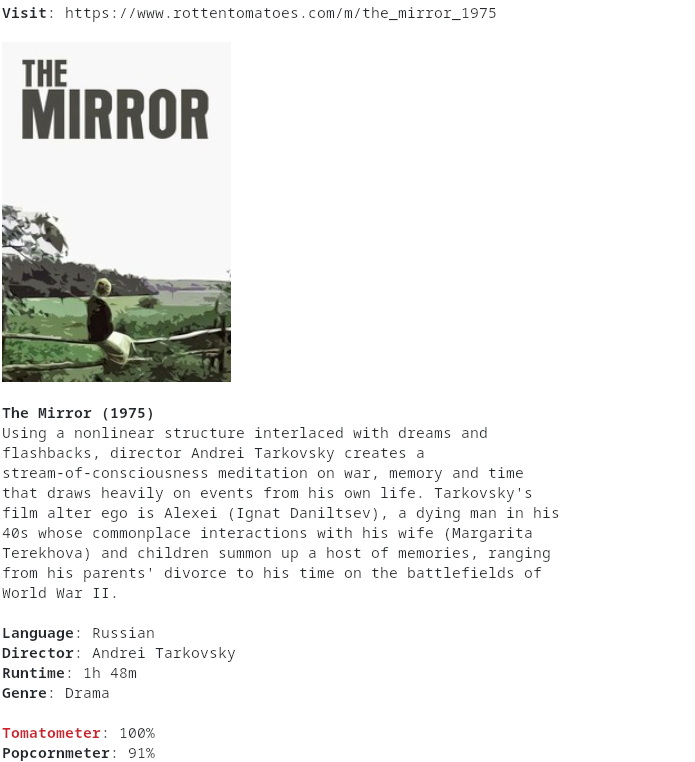 Visit: https://www.rottentomatoes.com/m/the_mirror_1975
THE
MIRROR
The Mirror (1975)
Using a nonlinear structure interlaced with dreams and
flashbacks, director Andrei Tarkovsky creates a
stream-of-consciousness meditation on war, memory and time
that draws heavily on events from his own life. Tarkovsky's
film alter ego is Alexei (Ignat Daniltsev), a dying man in his
40s whose commonplace interactions with his wife (Margarita
Terekhova) and children summon up a host of memories, ranging
from his parents' divorce to his time on the battlefields of
World War II.
Language: Russian
Director: Andrei Tarkovsky
Runtime: 1h 48m
Genre: Drama
Tomatometer: 100%
Popcornmeter: 91%